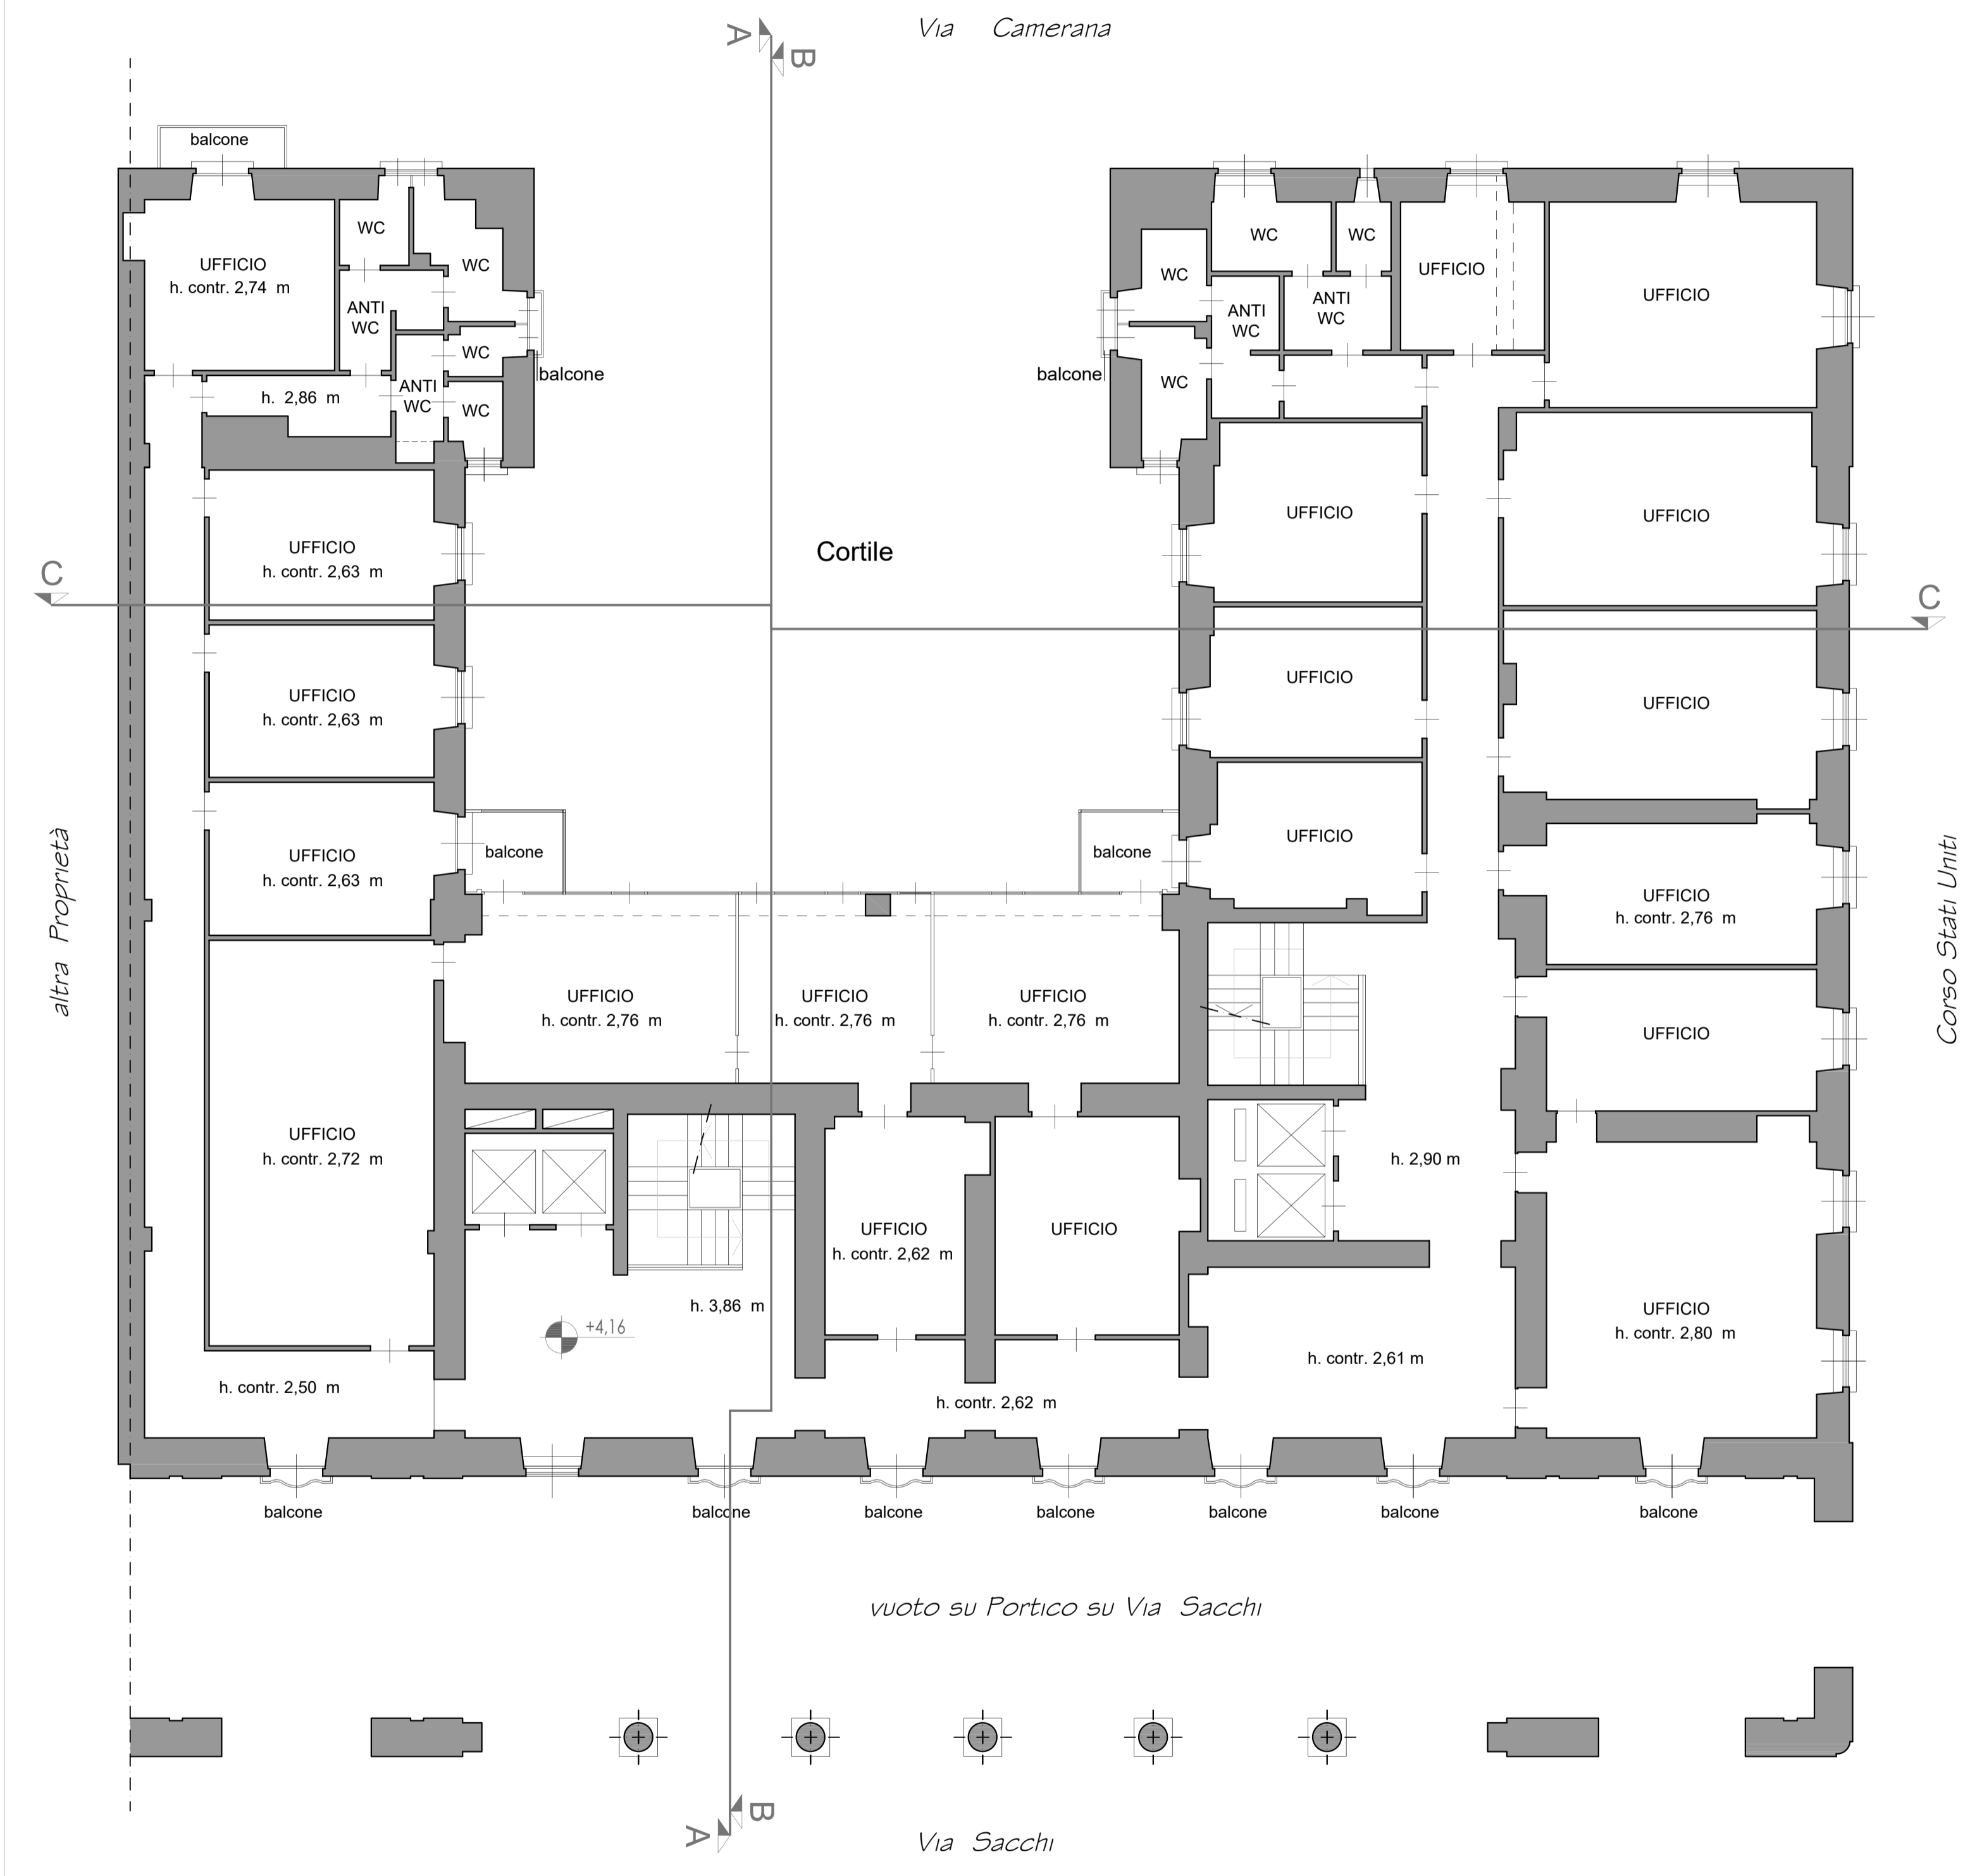 Via Camerana
A
B
balcone
WC
WC
UFFICIO
h. contr. 2,74 m
ANTI
WC
WC
ANTI
WC
WC
balcone
h. 2,86 m
WC
WC
WC
ANTI
WC
ANTI
WC
UFFICIO
UFFICIO
balcone
WC
UFFICIO
h. contr. 2,63 m
Cortile
UFFICIO
UFFICIO
C
C
UFFICIO
h. contr. 2,63 m
UFFICIO
UFFICIO
UFFICIO
h. contr. 2,63 m
balcone
balcone
UFFICIO
UFFICIO
h. contr. 2,76 m
altra Proprietà
Corso Stati Uniti
UFFICIO
h. contr. 2,76 m
UFFICIO
h. contr. 2,76 m
UFFICIO
h. contr. 2,76 m
UFFICIO
UFFICIO
h. contr. 2,72 m
h. 2,90 m
UFFICIO
h. contr. 2,62 m
UFFICIO
h. 3,86 m
+4,16
UFFICIO
h. contr. 2,80 m
h. contr. 2,50 m
h. contr. 2,62 m
h. contr. 2,61 m
balcone
balcone
balcone
balcone
balcone
balcone
balcone
vuoto su Portico su Via Sacchi
B
A
Via Sacchi